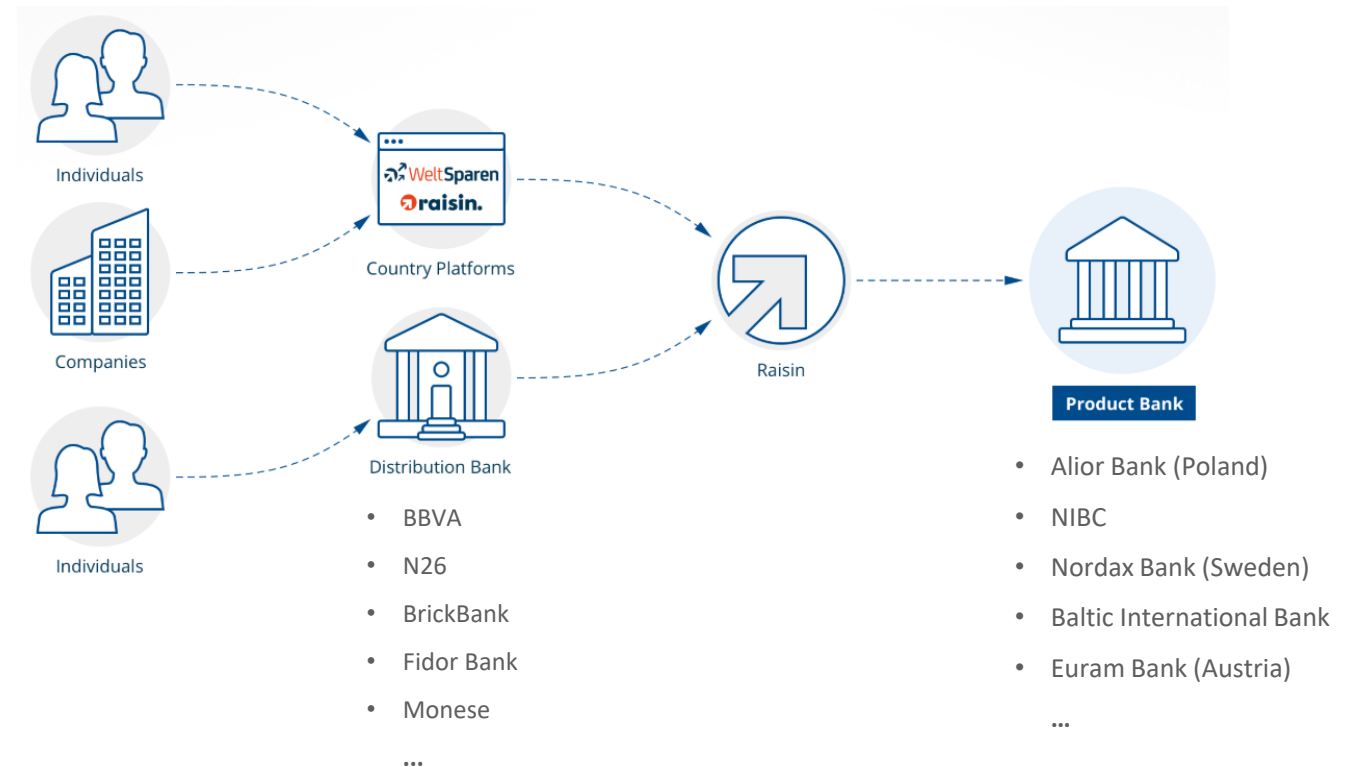 Individuals
WeltSparen
raisin.
Country Platforms
Companies
Raisin
Product Bank
Distribution Bank
Individuals
• BBVA
• N26
• BrickBank
• Fidor Bank
• Monese
...
• Alior Bank (Poland)
• NIBC
• Nordax Bank (Sweden)
• Baltic International Bank
• Euram Bank (Austria)
...